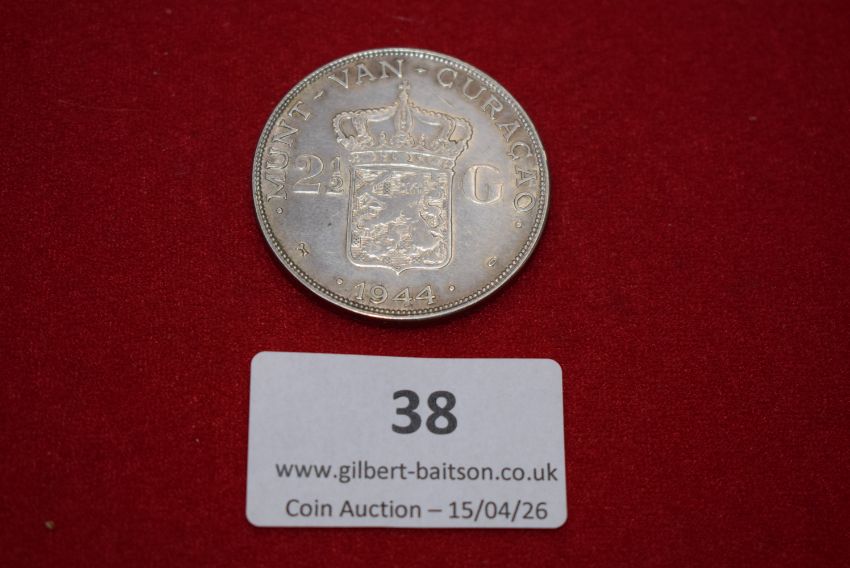 · MUNT - VAN - CURAÇAO ·
2½ G
· 1944 ·
C
38
www.gilbert-baitson.co.uk
Coin Auction – 15/04/26